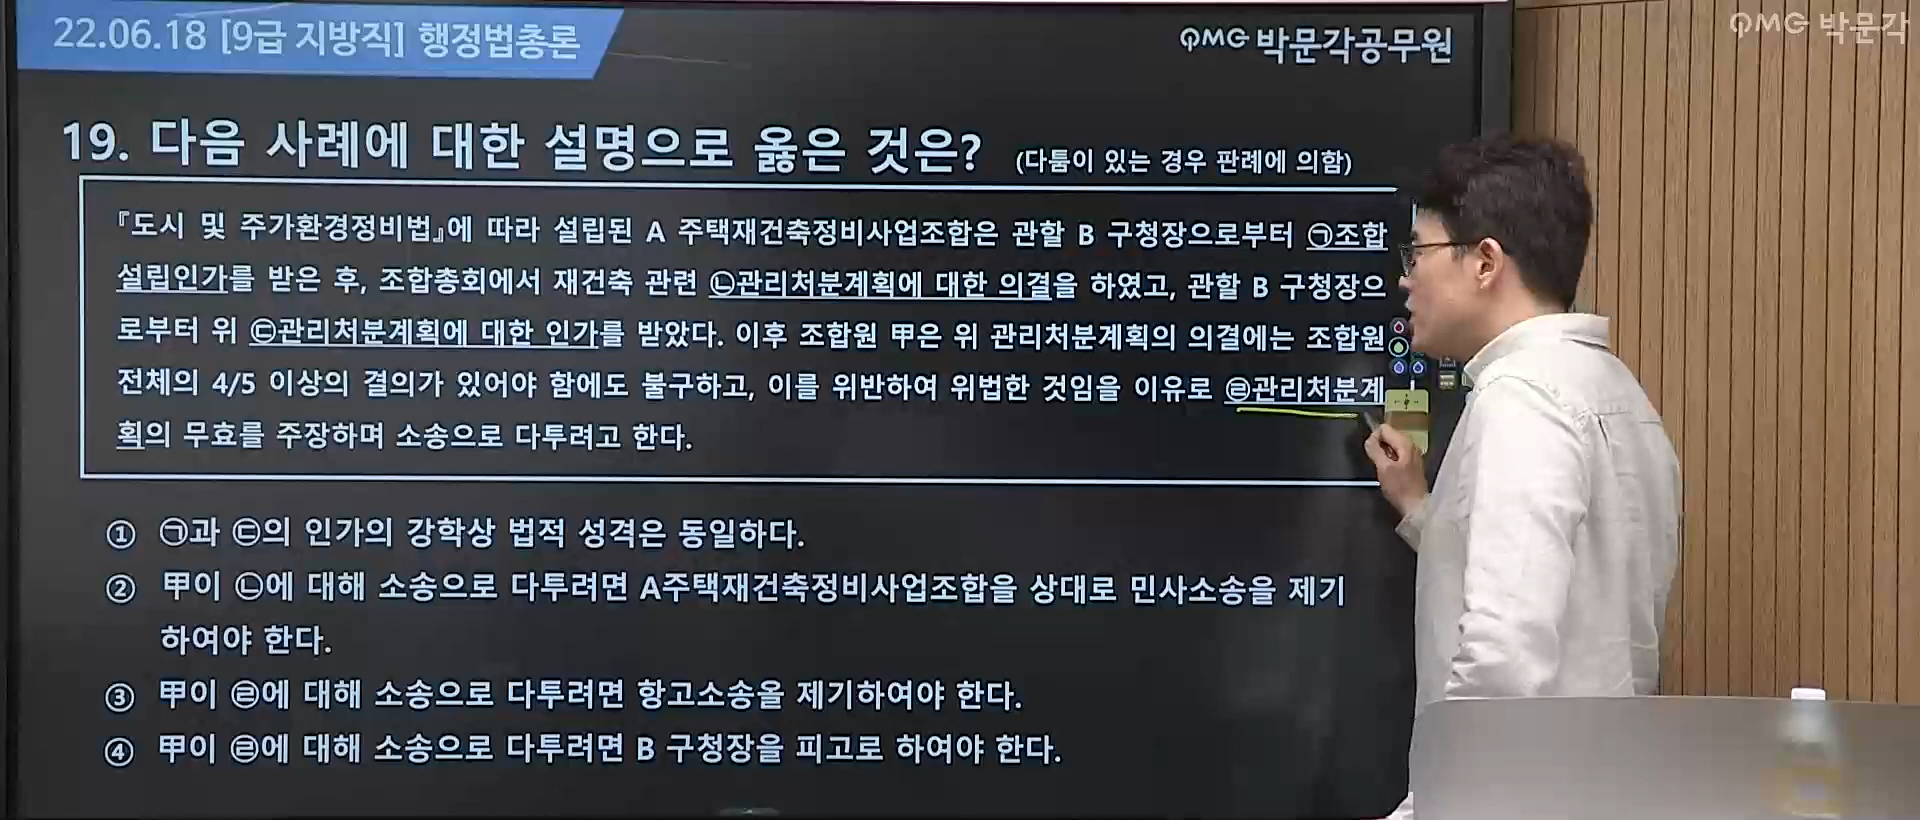 22.06.18 [9급 지방직] 행정법총론
PMG 박문각공무원
PMG 박문각
19. 다음 사례에 대한 설명으로 옳은 것은? (다툼이 있는 경우 판례에 의함)
『도시 및 주가환경정비법』에 따라 설립된 A 주택재건축정비사업조합은 관할 B 구청장으로부터 ㉠조합
설립인가를 받은 후, 조합총회에서 재건축 관련 ㉡관리처분계획에 대한 의결을 하였고, 관할 B 구청장으
로부터 위 ㉢관리처분계획에 대한 인가를 받았다. 이후 조합원 甲은 위 관리처분계획의 의결에는 조합원
전체의 4/5 이상의 결의가 있어야 함에도 불구하고, 이를 위반하여 위법한 것임을 이유로 ㉣관리처분계
획의 무효를 주장하며 소송으로 다투려고 한다.
① ㉠과 ㉢의 인가의 강학상 법적 성격은 동일하다.
② 甲이 ㉡에 대해 소송으로 다투려면 A주택재건축정비사업조합을 상대로 민사소송을 제기
하여야 한다.
③ 甲이 ㉣에 대해 소송으로 다투려면 항고소송올 제기하여야 한다.
④ 甲이 ㉣에 대해 소송으로 다투려면 B 구청장을 피고로 하여야 한다.